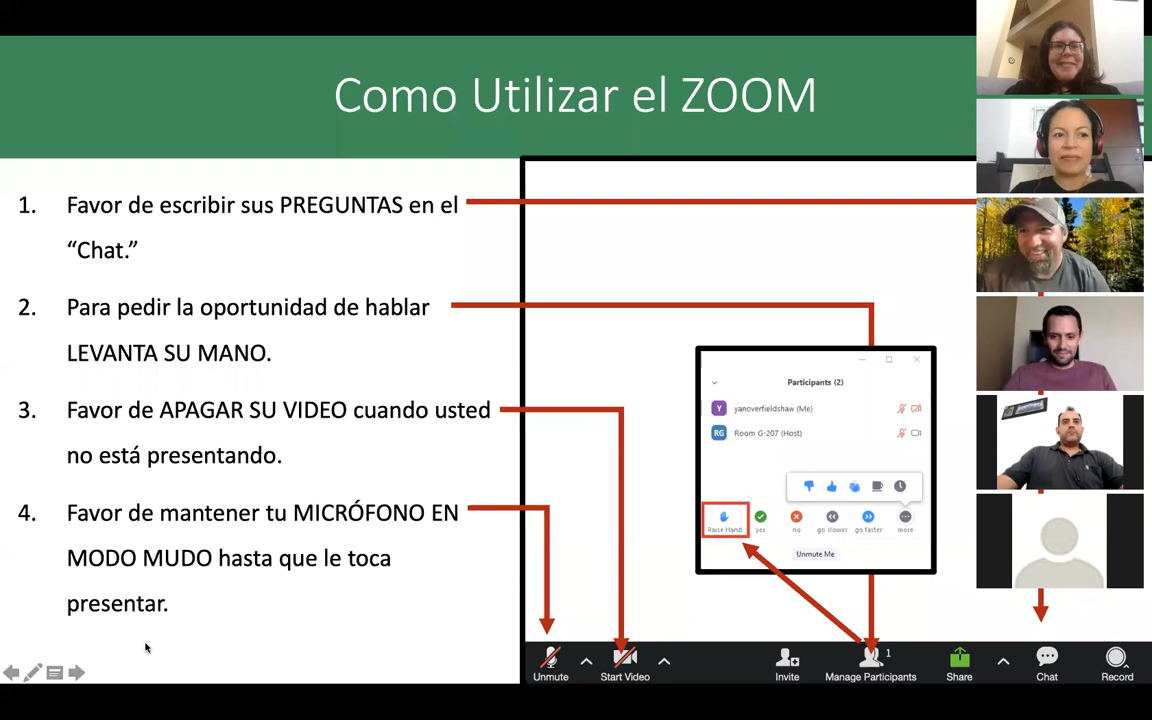 Como Utilizar el ZOOM
1. Favor de escribir sus PREGUNTAS en el
“Chat.”
2. Para pedir la oportunidad de hablar
LEVANTA SU MANO.
3. Favor de APAGAR SU VIDEO cuando usted
no está presentando.
4. Favor de mantener tu MICRÓFONO EN
MODO MUDO hasta que le toca
presentar.
Participants (2)
Y yanoverfieldshaw (Me)
RG Room G-207 (Host)
Raise Hand yes no go slower go faster more
Unmute Me
1
Unmute Start Video Invite Manage Participants Share Chat Record